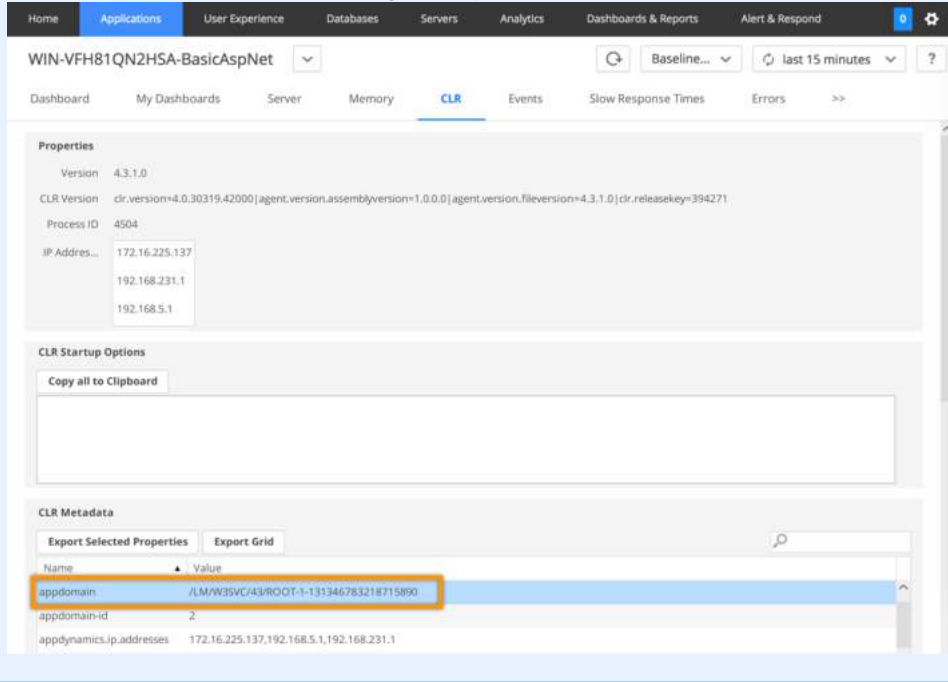 Home Applications User Experience Databases Servers Analytics Dashboards & Reports Alert & Respond 0
WIN-VFH81QN2HSA-BasicAspNet Baseline... last 15 minutes ?
Dashboard My Dashboards Server Memory CLR Events Slow Response Times Errors >>
Properties
Version 4.3.1.0
CLR Version clr.version=4.0.30319.42000|agent.version.assemblyversion=1.0.0.0|agent.version.fileversion=4.3.1.0|clr.releasekey=394271
Process ID 4504
IP Addres... 172.16.225.137
192.168.231.1
192.168.5.1
CLR Startup Options
Copy all to Clipboard
CLR Metadata
Export Selected Properties Export Grid
Name Value
appdomain /LM/W3SVC/43/ROOT-1-131346783218715890
appdomain-id 2
appdynamics.ip.addresses 172.16.225.137,192.168.5.1,192.168.231.1